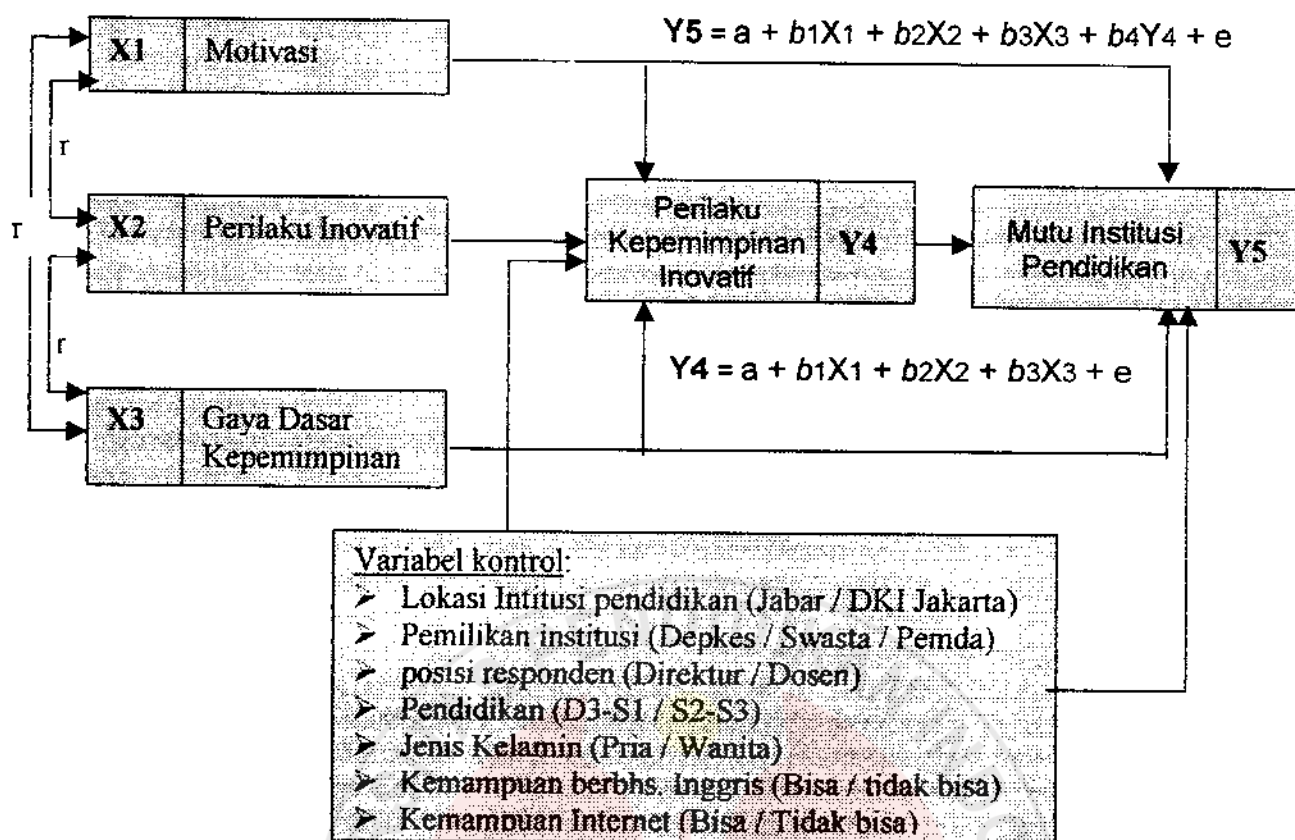 Y5 = a + b1X1 + b2X2 + b3X3 + b4Y4 + e
X1 Motivasi
r
r
X2 Perilaku Inovatif
Perilaku
Kepemimpinan
Inovatif
Y4
Mutu Institusi
Pendidikan
Y5
r
Y4 = a + b1X1 + b2X2 + b3X3 + e
X3 Gaya Dasar
Kepemimpinan
Variabel kontrol:
➢ Lokasi Intitusi pendidikan (Jabar / DKI Jakarta)
➢ Pemilikan institusi (Depkes / Swasta / Pemda)
➢ posisi responden (Direktur / Dosen)
➢ Pendidikan (D3-S1 / S2-S3)
➢ Jenis Kelamin (Pria / Wanita)
➢ Kemampuan berbhs. Inggris (Bisa / tidak bisa)
➢ Kemampuan Internet (Bisa / Tidak bisa)